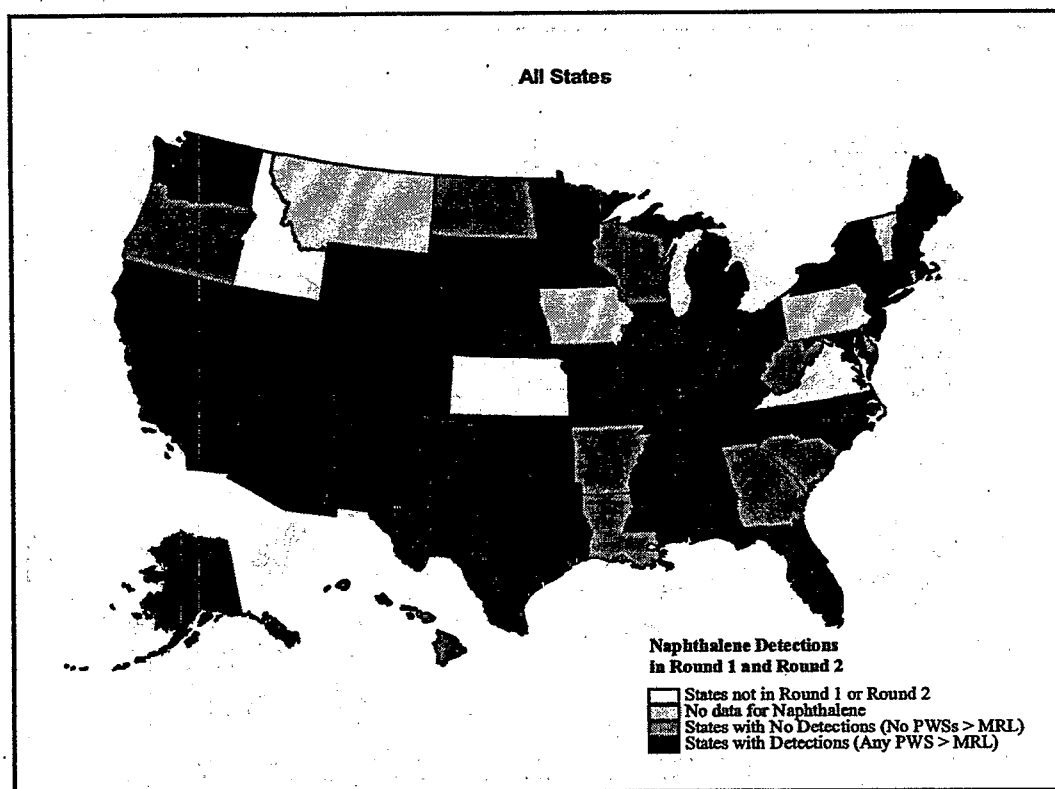 All States
Naphthalene Detections
in Round 1 and Round 2
States not in Round 1 or Round 2
No data for Naphthalene
States with No Detections (No PWSs > MRL)
States with Detections (Any PWS > MRL)